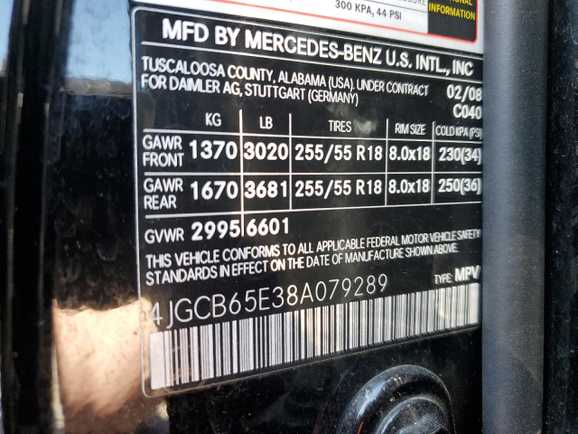 300 KPA, 44 PSI
INFORMATION
MFD BY MERCEDES-BENZ U.S. INTL., INC
TUSCALOOSA COUNTY, ALABAMA (USA). UNDER CONTRACT 02/08
FOR DAIMLER AG, STUTTGART (GERMANY) C040
KG LB TIRES RIM SIZE COLD KPA (PSI)
GAWR FRONT 1370 3020 255/55 R18 8.0x18 230(34)
GAWR REAR 1670 3681 255/55 R18 8.0x18 250(36)
GVWR 2995 6601
THIS VEHICLE CONFORMS TO ALL APPLICABLE FEDERAL MOTOR VEHICLE SAFETY
STANDARDS IN EFFECT ON THE DATE OF MANUFACTURE SHOWN ABOVE.
4JGCB65E38A079289 TYPE: MPV